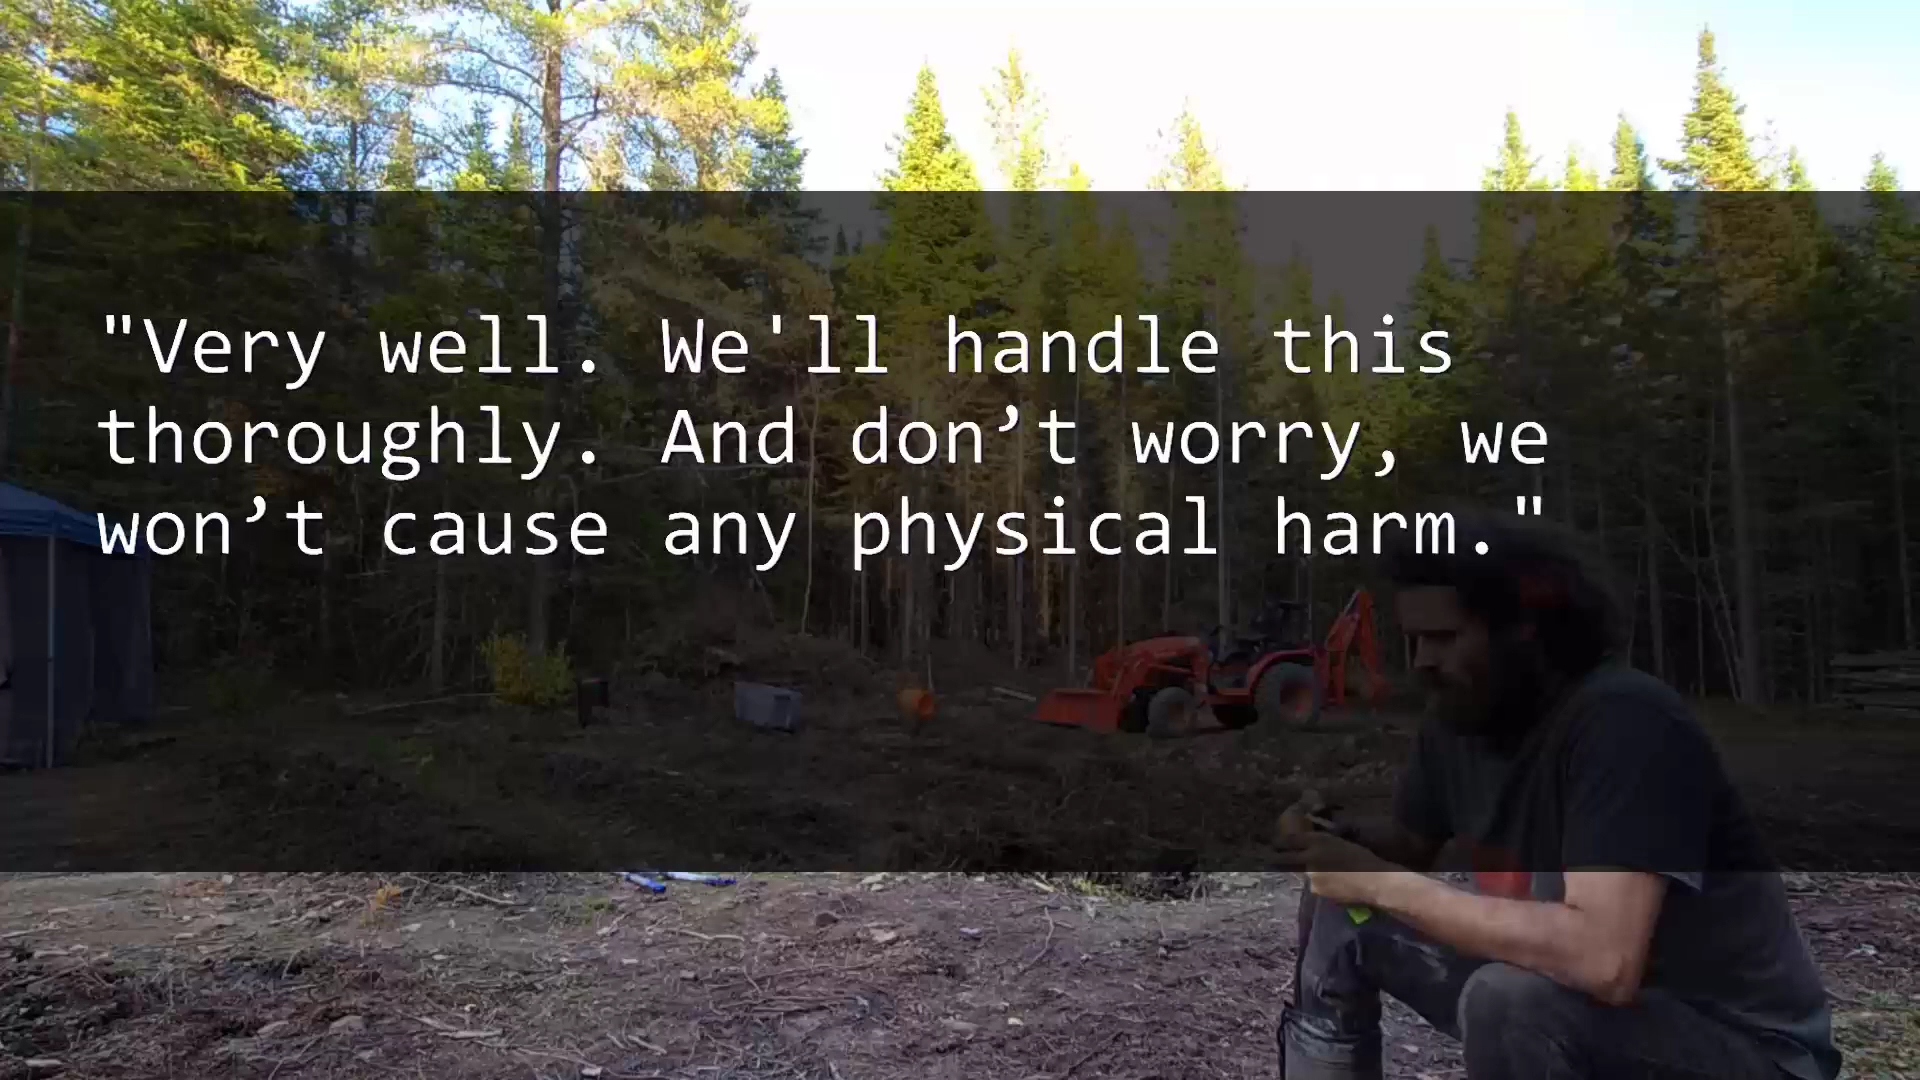 "Very well. We'll handle this
thoroughly. And don’t worry, we
won’t cause any physical harm."